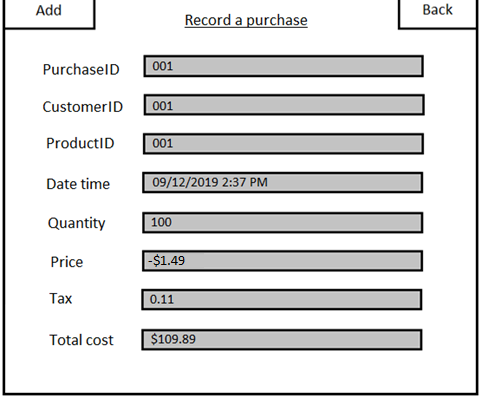 Add
Record a purchase
Back
PurchaseID 001
CustomerID 001
ProductID 001
Date time 09/12/2019 2:37 PM
Quantity 100
Price -$1.49
Tax 0.11
Total cost $109.89